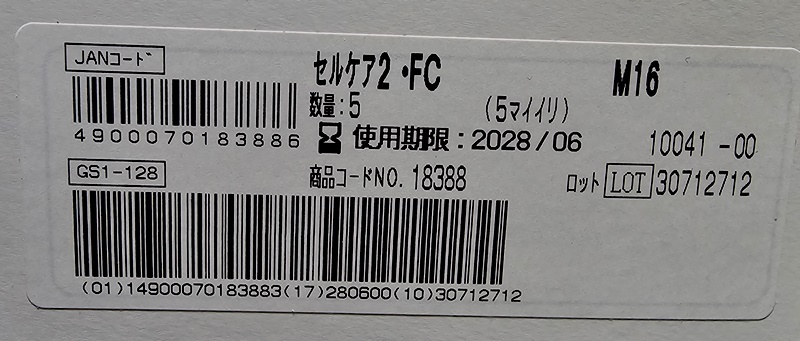 JANｺｰﾄﾞ
セルケア2・FC
M16
数量:5
(5ﾏｲｲﾘ)
4900070183886
使用期限:2028/06
10041-00
GS1-128
商品コードNO. 18388
ロット LOT 30712712
(01)14900070183883(17)280600(10)30712712